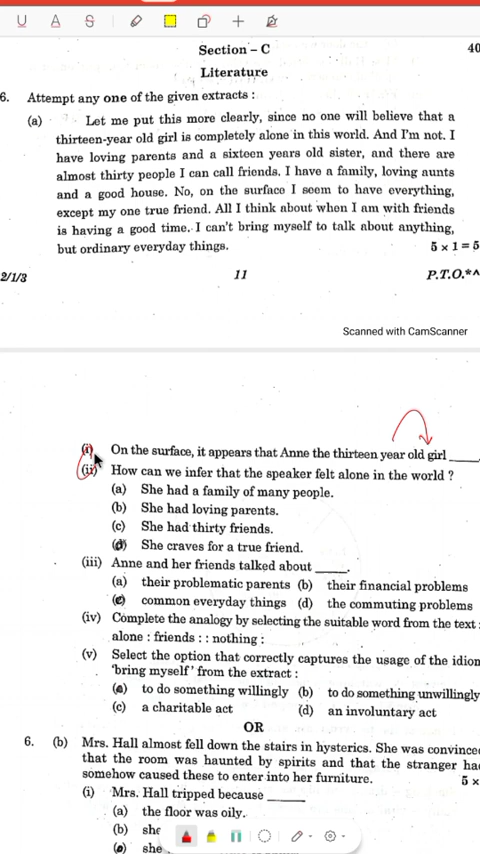 Section – C
40
Literature
6. Attempt any one of the given extracts :
(a) Let me put this more clearly, since no one will believe that a
thirteen-year old girl is completely alone in this world. And I'm not. I
have loving parents and a sixteen years old sister, and there are
almost thirty people I can call friends. I have a family, loving aunts
and a good house. No, on the surface I seem to have everything,
except my one true friend. All I think about when I am with friends
is having a good time. I can't bring myself to talk about anything,
but ordinary everyday things. 5 x 1 = 5
2/1/3 11 P.T.O.*^
Scanned with CamScanner
(i) On the surface, it appears that Anne the thirteen year old girl ____.
(ii) How can we infer that the speaker felt alone in the world ?
(a) She had a family of many people.
(b) She had loving parents.
(c) She had thirty friends.
(d) She craves for a true friend.
(iii) Anne and her friends talked about ____.
(a) their problematic parents (b) their financial problems
(c) common everyday things (d) the commuting problems
(iv) Complete the analogy by selecting the suitable word from the text :
alone : friends : : nothing :
(v) Select the option that correctly captures the usage of the idiom
'bring myself' from the extract :
(a) to do something willingly (b) to do something unwillingly
(c) a charitable act (d) an involuntary act
OR
6. (b) Mrs. Hall almost fell down the stairs in hysterics. She was convince
that the room was haunted by spirits and that the stranger ha
somehow caused these to enter into her furniture. 5 x
(i) Mrs. Hall tripped because ____
(a) the floor was oily.
(b) she
(c) she